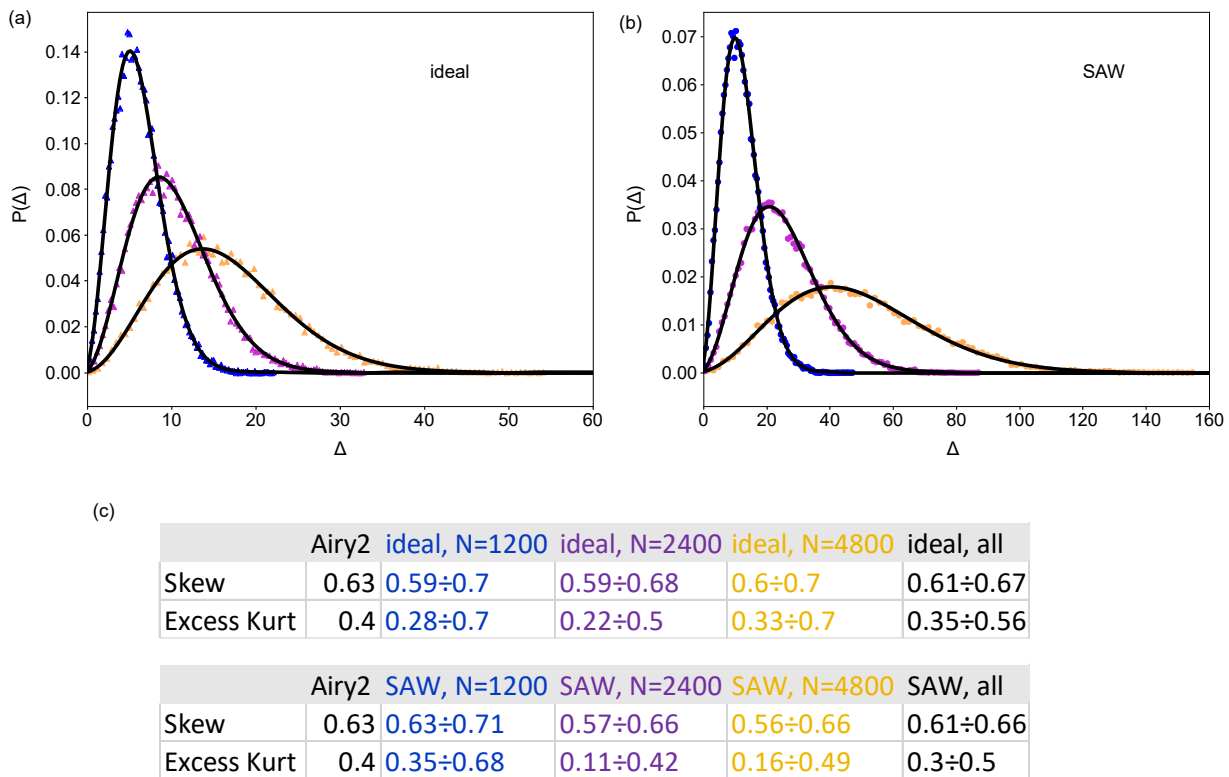 (a)
ideal
P(Δ)
0.14
0.12
0.10
0.08
0.06
0.04
0.02
0.00
0 10 20 30 40 50 60
Δ
(b)
SAW
P(Δ)
0.07
0.06
0.05
0.04
0.03
0.02
0.01
0.00
0 20 40 60 80 100 120 140 160
Δ
(c)
Airy2 ideal, N=1200 ideal, N=2400 ideal, N=4800 ideal, all
Skew 0.63 0.59÷0.7 0.59÷0.68 0.6÷0.7 0.61÷0.67
Excess Kurt 0.4 0.28÷0.7 0.22÷0.5 0.33÷0.7 0.35÷0.56
Airy2 SAW, N=1200 SAW, N=2400 SAW, N=4800 SAW, all
Skew 0.63 0.63÷0.71 0.57÷0.66 0.56÷0.66 0.61÷0.66
Excess Kurt 0.4 0.35÷0.68 0.11÷0.42 0.16÷0.49 0.3÷0.5